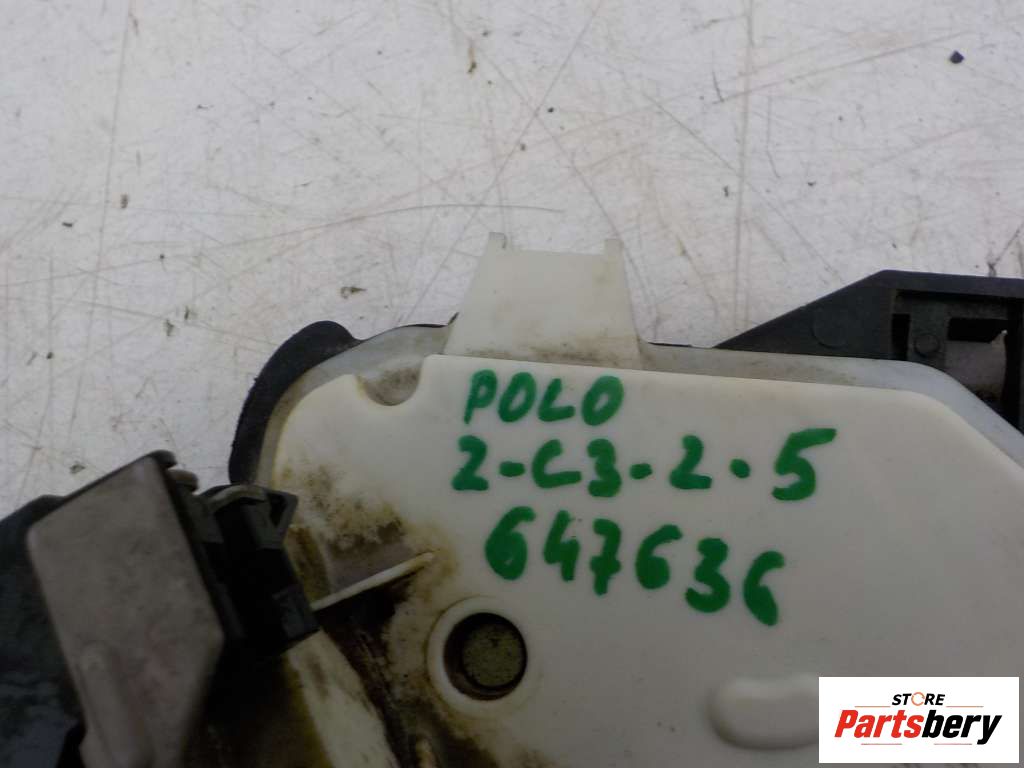 POLO
2-C3-2-5
647636
STORE
Partsbery